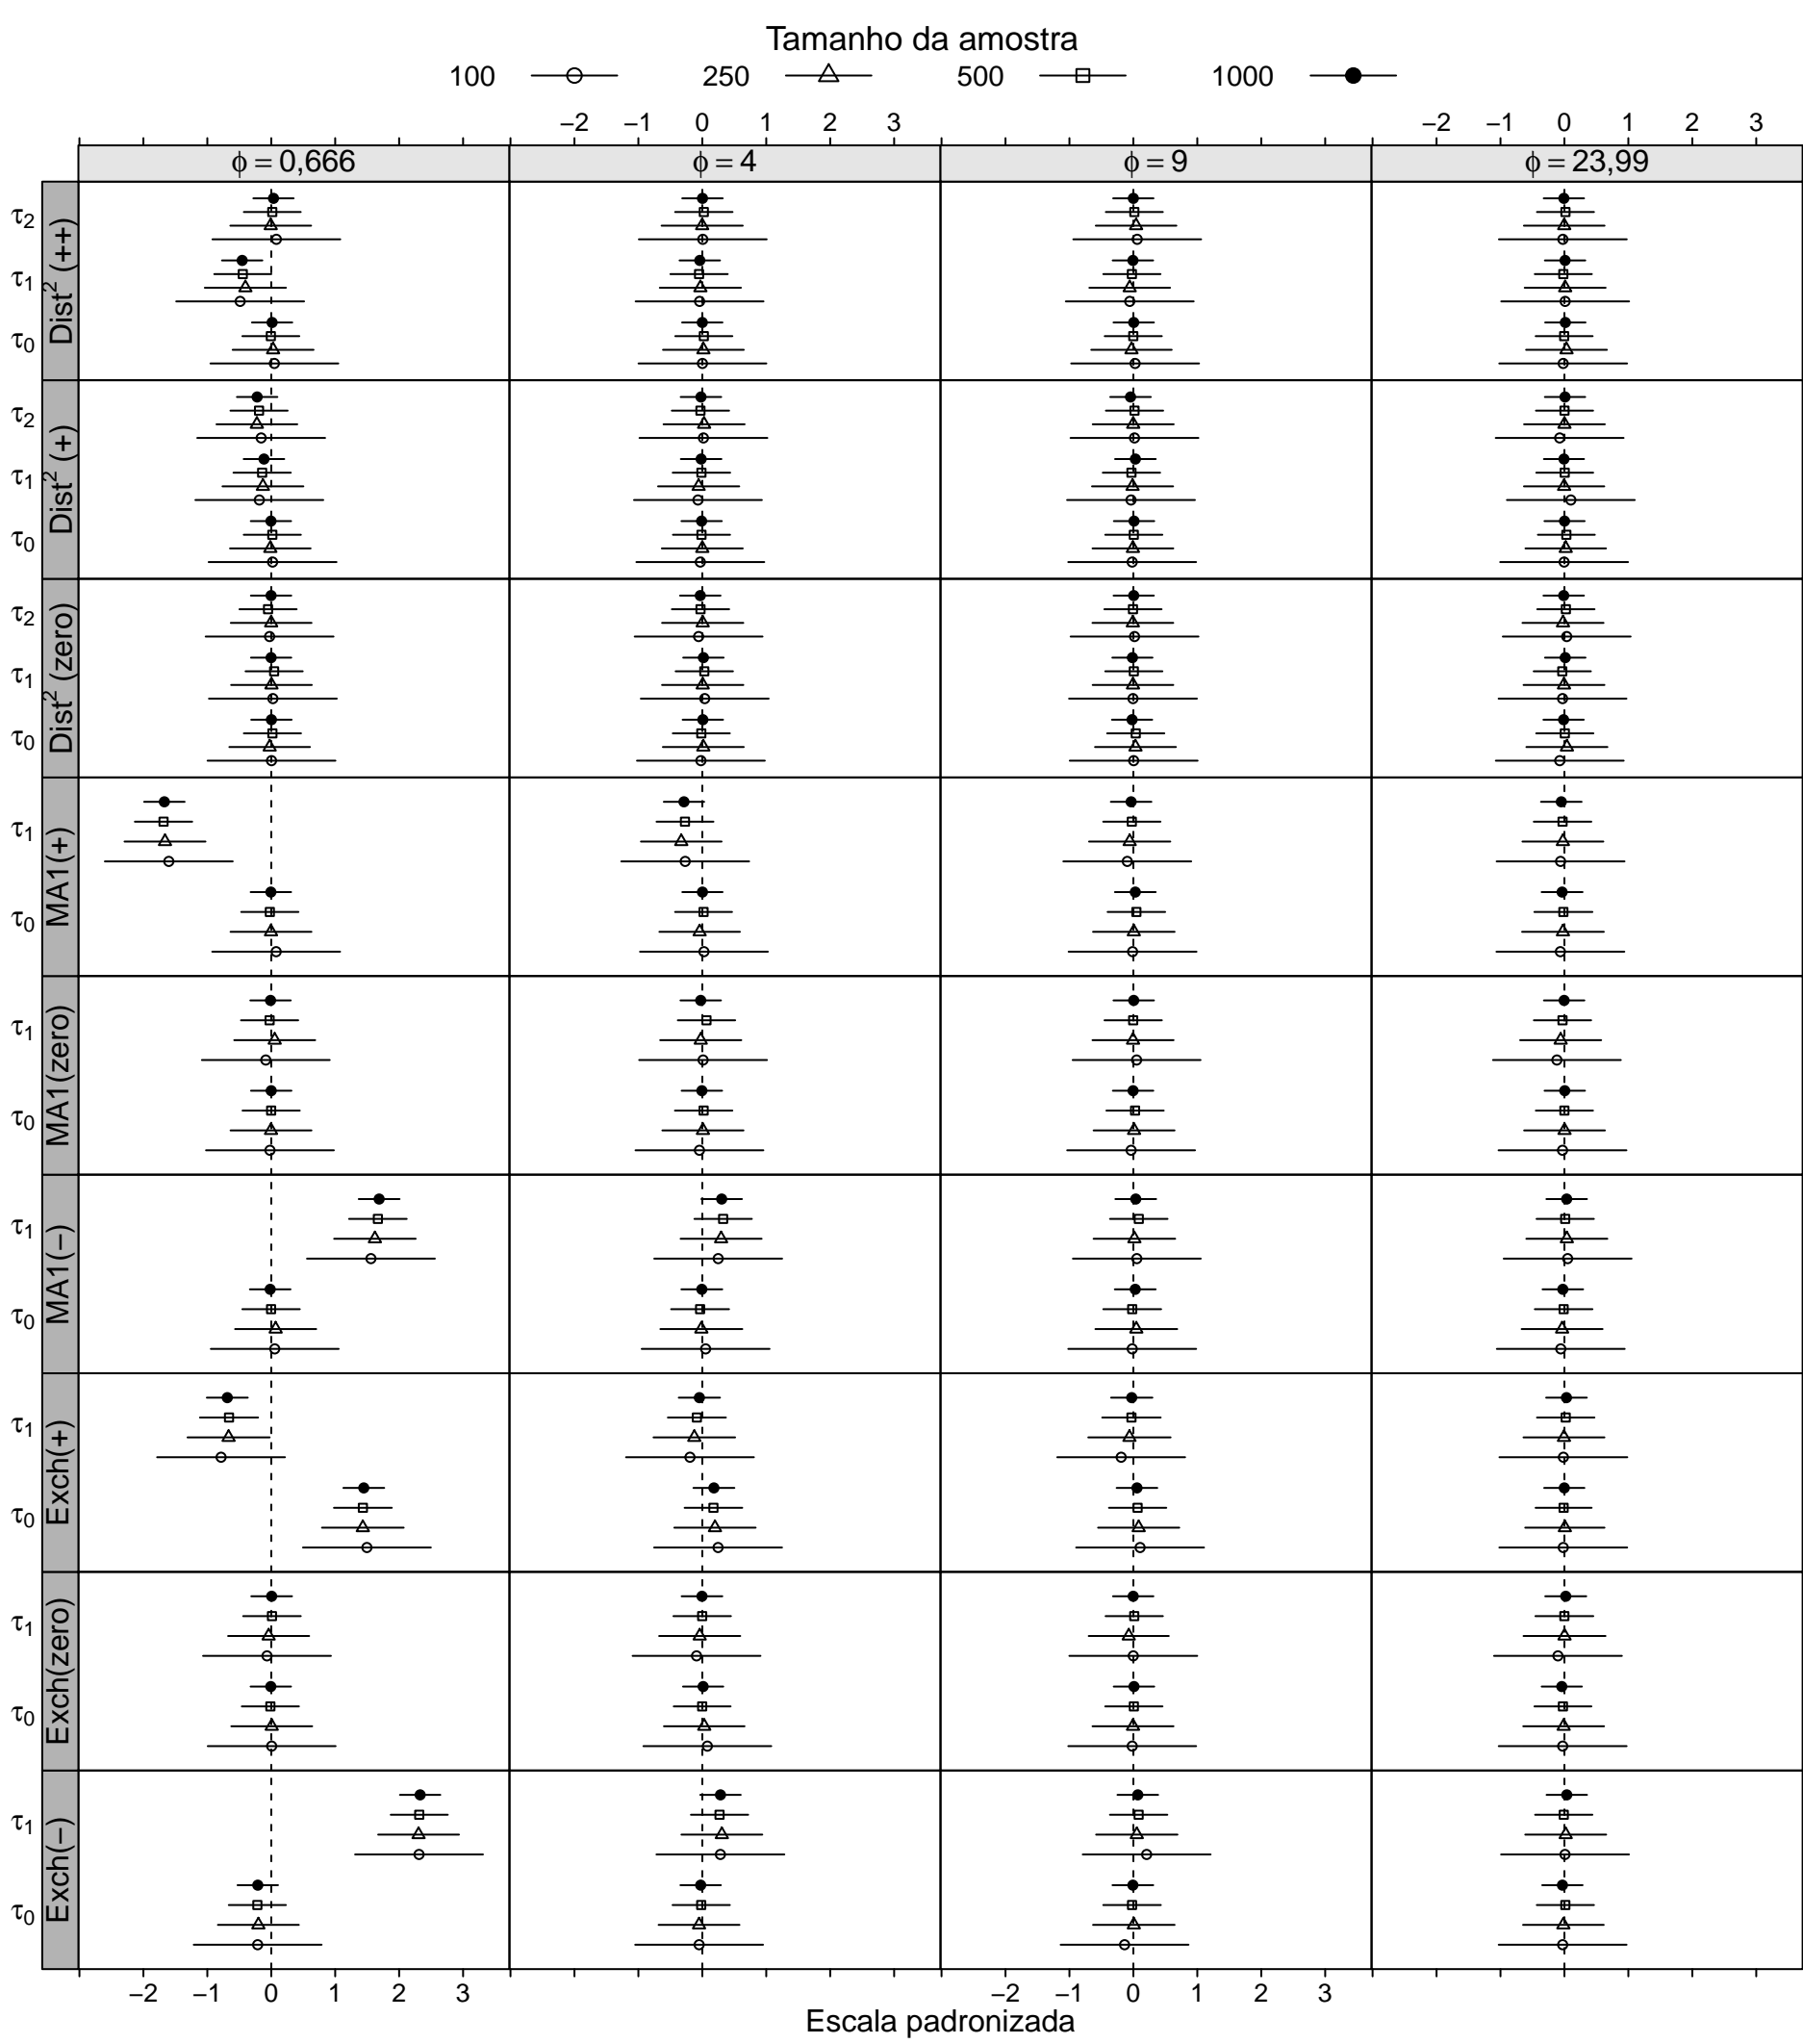 Tamanho da amostra
100 250 500 1000
−2 −1 0 1 2 3 −2 −1 0 1 2 3
ϕ = 0,666 ϕ = 4 ϕ = 9 ϕ = 23,99
Dist² (++)
τ₂
τ₁
τ₀
Dist² (+)
τ₂
τ₁
τ₀
Dist² (zero)
τ₂
τ₁
τ₀
MA1(+)
τ₁
τ₀
MA1(zero)
τ₁
τ₀
MA1(−)
τ₁
τ₀
Exch(+)
τ₁
τ₀
Exch(zero)
τ₁
τ₀
Exch(−)
τ₁
τ₀
−2 −1 0 1 2 3 −2 −1 0 1 2 3
Escala padronizada